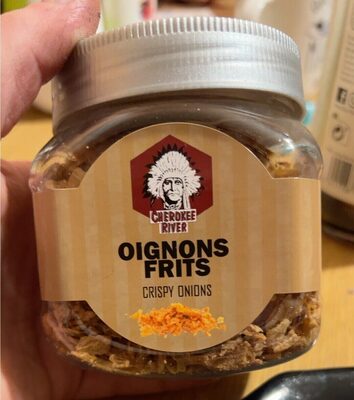 CHEROKEE
RIVER
OIGNONS
FRITS
CRISPY ONIONS